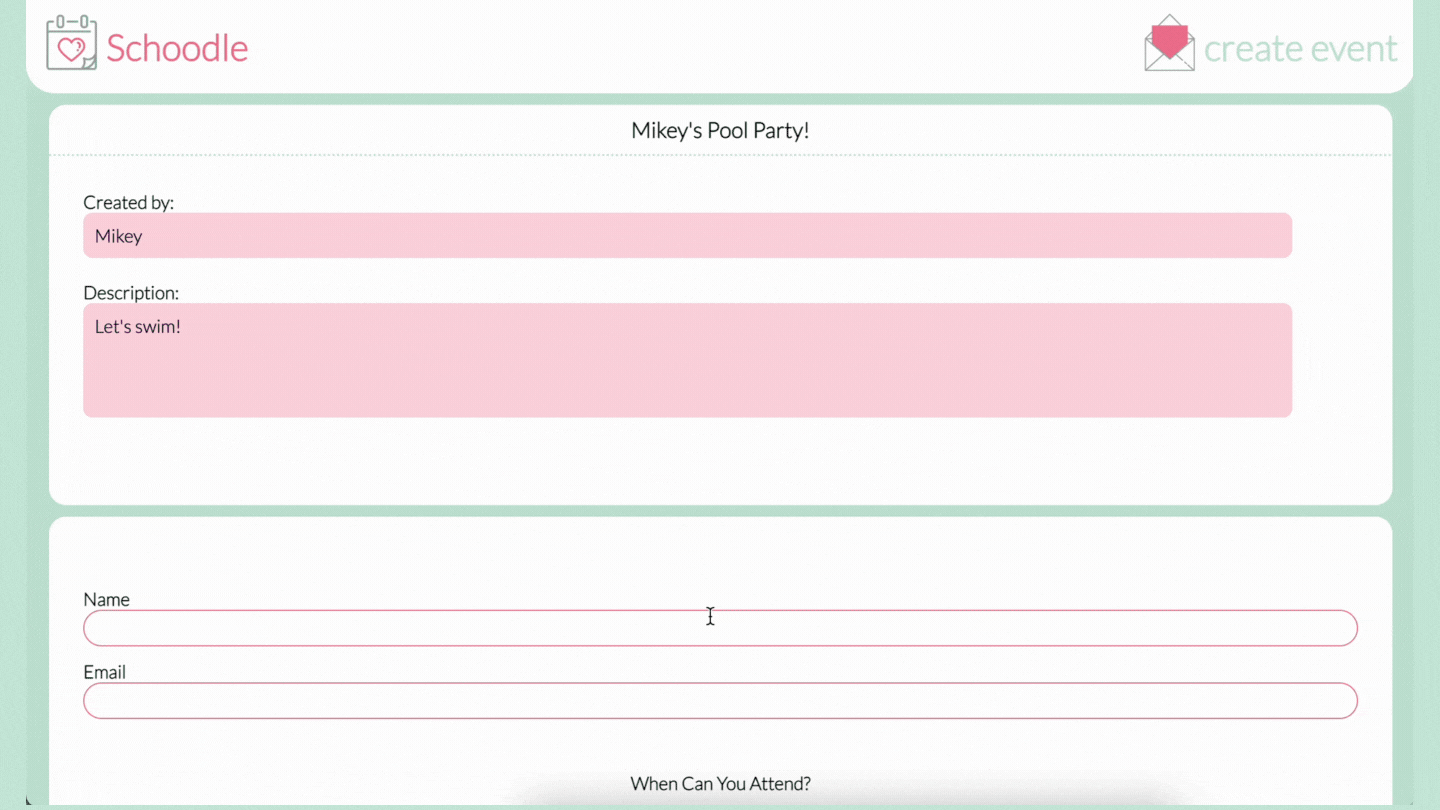 Schoodle
create event
Mikey's Pool Party!
Created by:
Mikey
Description:
Let's swim!
Name
Email
When Can You Attend?